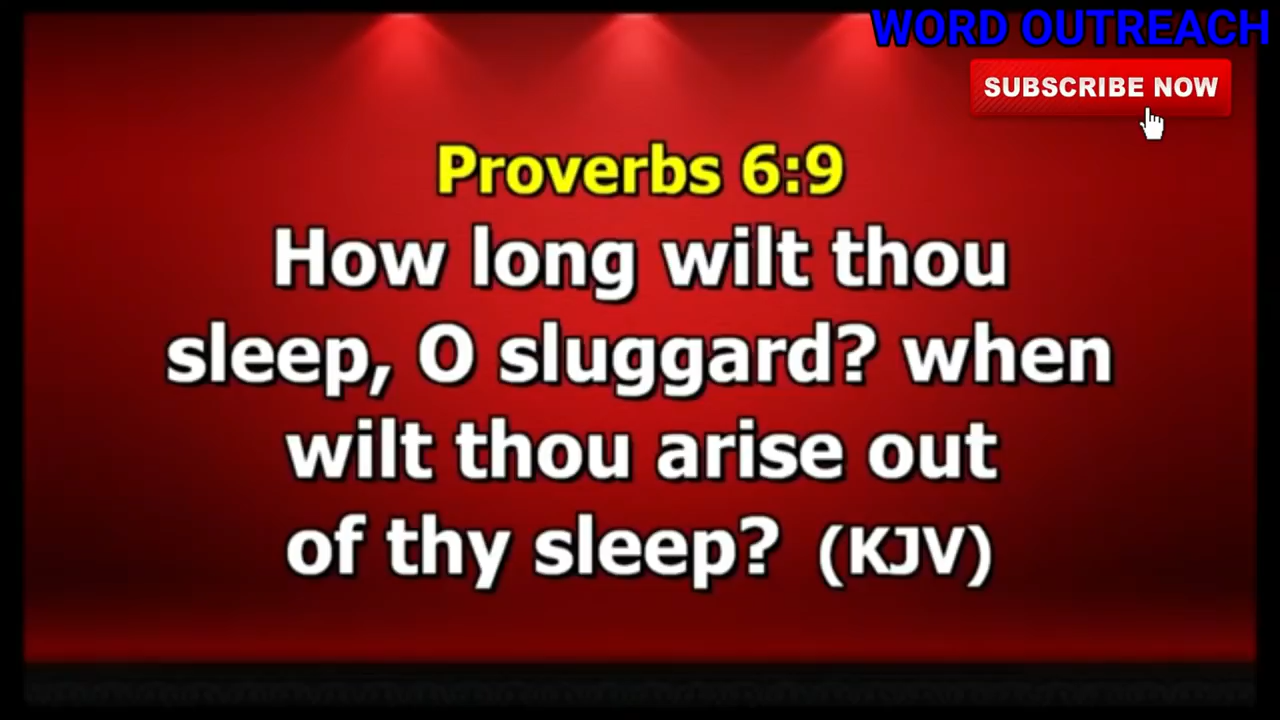 WORD OUTREACH
SUBSCRIBE NOW
Proverbs 6:9
How long wilt thou
sleep, O sluggard? when
wilt thou arise out
of thy sleep? (KJV)